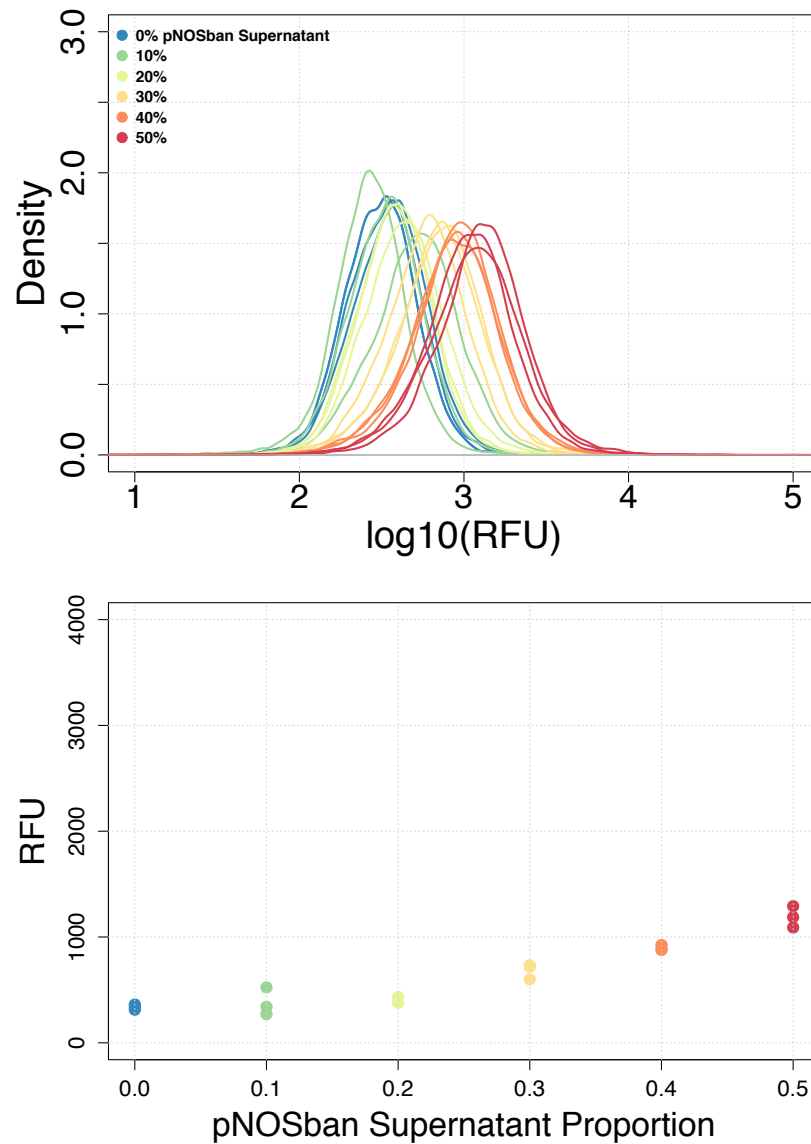 3.0
2.0
1.0
0.0
Density
0% pNOSban Supernatant
10%
20%
30%
40%
50%
1 2 3 4 5
log10(RFU)
4000
3000
2000
1000
0
RFU
0.0 0.1 0.2 0.3 0.4 0.5
pNOSban Supernatant Proportion